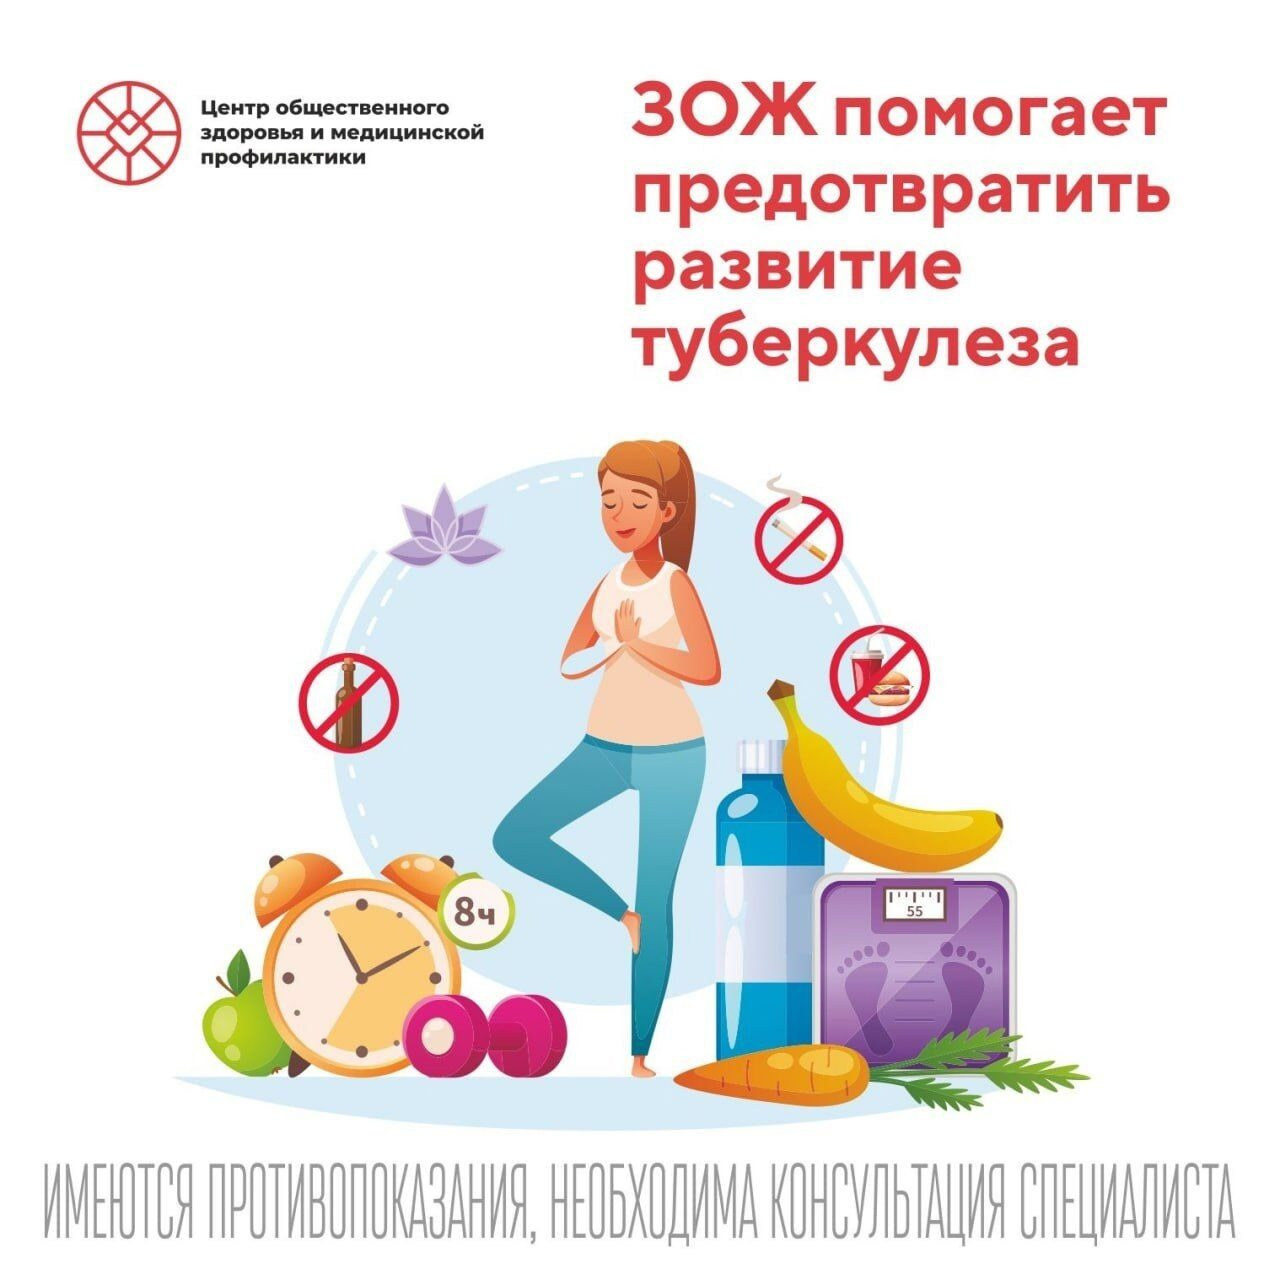 Центр общественного
здоровья и медицинской
профилактики
ЗОЖ помогает
предотвратить
развитие
туберкулеза
8ч
55
ИМЕЮТСЯ ПРОТИВОПОКАЗАНИЯ, НЕОБХОДИМА КОНСУЛЬТАЦИЯ СПЕЦИАЛИСТА